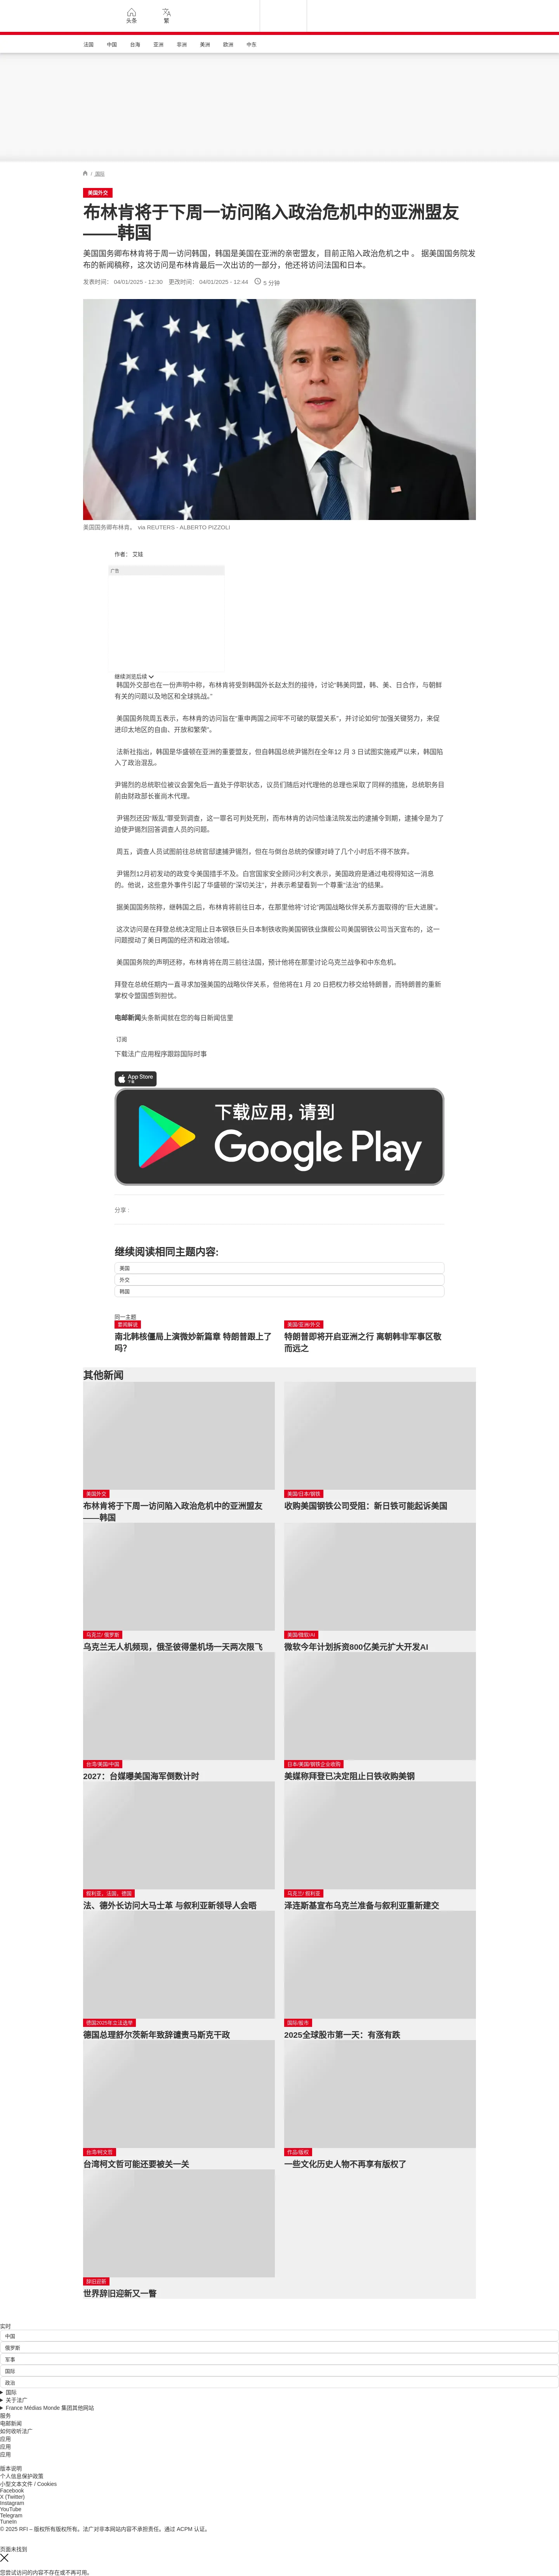 头条
繁
法国
中国
台海
亚洲
非洲
美洲
欧洲
中东
/ 国际
美国外交
布林肯将于下周一访问陷入政治危机中的亚洲盟友
——韩国
美国国务卿布林肯将于周一访问韩国，韩国是美国在亚洲的亲密盟友，目前正陷入政治危机之中 。 据美国国务院发
布的新闻稿称，这次访问是布林肯最后一次出访的一部分，他还将访问法国和日本。
发表时间： 04/01/2025 - 12:30 更改时间： 04/01/2025 - 12:44 5 分钟
美国国务卿布林肯， via REUTERS - ALBERTO PIZZOLI
作者： 艾娃
广告
继续浏览后续
韩国外交部也在一份声明中称，布林肯将受到韩国外长赵太烈的接待，讨论“韩美同盟，韩、美、日合作，与朝鲜
有关的问题以及地区和全球挑战。”
美国国务院周五表示，布林肯的访问旨在“重申两国之间牢不可破的联盟关系”，并讨论如何“加强关键努力，来促
进印太地区的自由、开放和繁荣”。
法新社指出，韩国是华盛顿在亚洲的重要盟友，但自韩国总统尹锡烈在全年12 月 3 日试图实施戒严以来，韩国陷
入了政治混乱。
尹锡烈的总统职位被议会罢免后一直处于停职状态，议员们随后对代理他的总理也采取了同样的措施，总统职务目
前由财政部长崔尚木代理。
尹锡烈还因“叛乱”罪受到调查，这一罪名可判处死刑，而布林肯的访问恰逢法院发出的逮捕令到期，逮捕令是为了
迫使尹锡烈回答调查人员的问题。
周五，调查人员试图前往总统官邸逮捕尹锡烈，但在与倒台总统的保镖对峙了几个小时后不得不放弃。
尹锡烈12月初发动的政变令美国措手不及。白宫国家安全顾问沙利文表示，美国政府是通过电视得知这一消息
的。他说，这些意外事件引起了华盛顿的“深切关注”，并表示希望看到一个尊重“法治”的结果。
据美国国务院称，继韩国之后，布林肯将前往日本，在那里他将“讨论”两国战略伙伴关系方面取得的“巨大进展”。
这次访问是在拜登总统决定阻止日本钢铁巨头日本制铁收购美国钢铁业旗舰公司美国钢铁公司当天宣布的，这一
问题搅动了美日两国的经济和政治领域。
美国国务院的声明还称，布林肯将在周三前往法国，预计他将在那里讨论乌克兰战争和中东危机。
拜登在总统任期内一直寻求加强美国的战略伙伴关系，但他将在1 月 20 日把权力移交给特朗普，而特朗普的重新
掌权令盟国感到担忧。
电邮新闻头条新闻就在您的每日新闻信里
订阅
下载法广应用程序跟踪国际时事
App Store
下载
下载应用，请到
Google Play
分享 :
继续阅读相同主题内容:
美国
外交
韩国
同一主题
要闻解说
南北韩核僵局上演微妙新篇章 特朗普跟上了
吗?
美国/亚洲/外交
特朗普即将开启亚洲之行 离朝韩非军事区敬
而远之
其他新闻
美国外交
布林肯将于下周一访问陷入政治危机中的亚洲盟友
——韩国
美国/日本/钢铁
收购美国钢铁公司受阻：新日铁可能起诉美国
乌克兰/ 俄罗斯
乌克兰无人机频现，俄圣彼得堡机场一天两次限飞
美国/微软/AI
微软今年计划拆资800亿美元扩大开发AI
台湾/美国/中国
2027：台媒曝美国海军倒数计时
日本/美国/钢铁企业收购
美媒称拜登已决定阻止日铁收购美钢
叙利亚，法国，德国
法、德外长访问大马士革 与叙利亚新领导人会晤
乌克兰/ 叙利亚
泽连斯基宣布乌克兰准备与叙利亚重新建交
德国2025年立法选举
德国总理舒尔茨新年致辞谴责马斯克干政
国际/股市
2025全球股市第一天：有涨有跌
台湾/柯文哲
台湾柯文哲可能还要被关一关
作品/版权
一些文化历史人物不再享有版权了
辞旧迎新
世界辞旧迎新又一瞥
实时
中国
俄罗斯
军事
国际
政治
国际
关于法广
France Médias Monde 集团其他网站
服务
电邮新闻
如何收听法广
应用
应用
应用
版本说明
个人信息保护政策
小型文本文件 / Cookies
Facebook
X (Twitter)
Instagram
YouTube
Telegram
TuneIn
© 2025 RFI – 版权所有版权所有。法广对非本网站内容不承担责任。通过 ACPM 认证。
页面未找到
您尝试访问的内容不存在或不再可用。